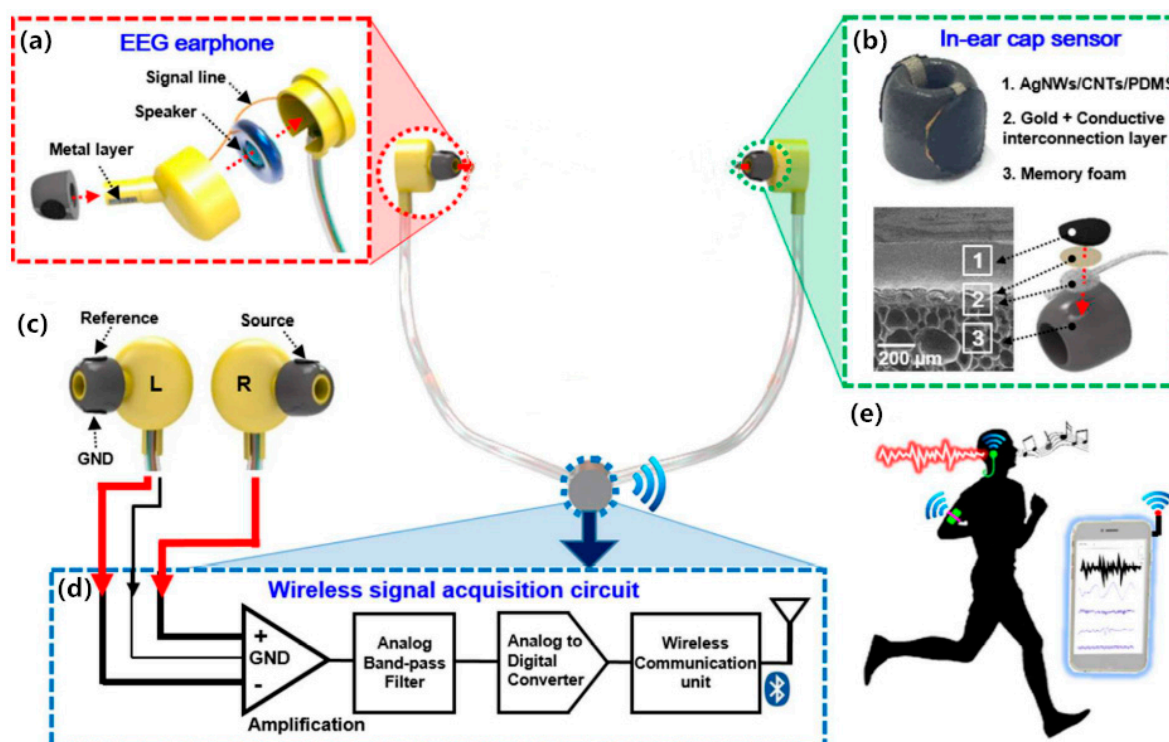 (a)
EEG earphone
Signal line
Speaker
Metal layer
(b)
In-ear cap sensor
1. AgNWs/CNTs/PDMS
2. Gold + Conductive
interconnection layer
3. Memory foam
1
2
3
200 μm
(c)
Reference
Source
L
R
GND
(d)
Wireless signal acquisition circuit
+
GND
-
Amplification
Analog
Band-pass
Filter
Analog to
Digital
Converter
Wireless
Communication
unit
(e)